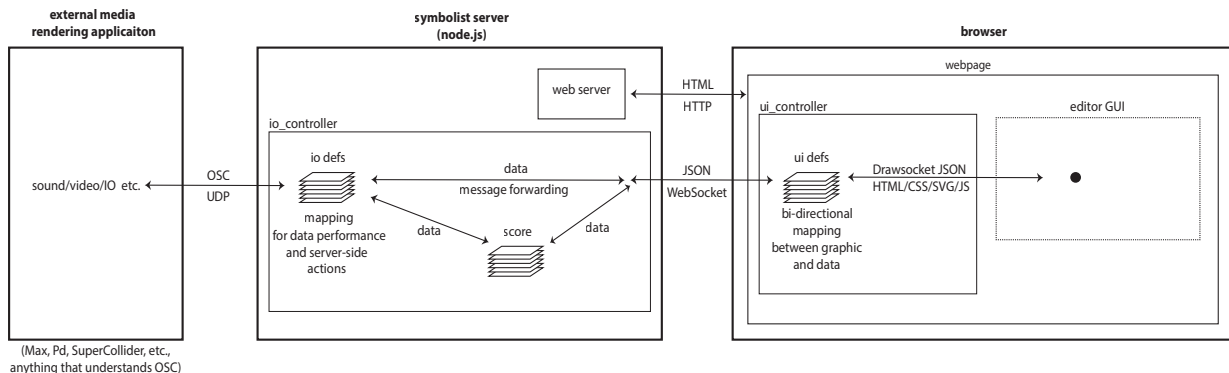 external media
rendering applicaiton
sound/video/IO etc.
(Max, Pd, SuperCollider, etc.,
anything that understands OSC)
OSC
UDP
symbolist server
(node.js)
web server
io_controller
io defs
mapping
for data performance
and server-side
actions
data
message forwarding
data
score
data
HTML
HTTP
JSON
WebSocket
browser
webpage
ui_controller
ui defs
bi-directional
mapping
between graphic
and data
Drawsocket JSON
HTML/CSS/SVG/JS
editor GUI